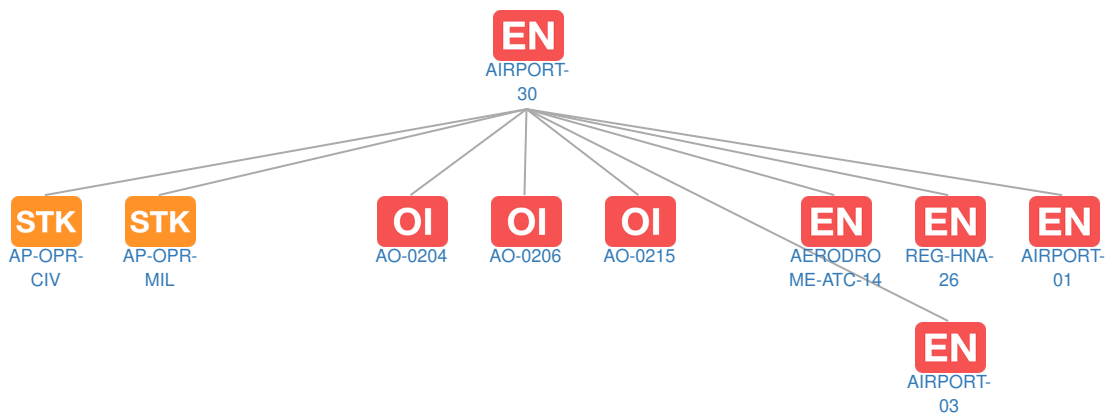 EN
AIRPORT-
30
STK
AP-OPR-
CIV
STK
AP-OPR-
MIL
OI
AO-0204
OI
AO-0206
OI
AO-0215
EN
AERODRO
ME-ATC-14
EN
REG-HNA-
26
EN
AIRPORT-
01
EN
AIRPORT-
03